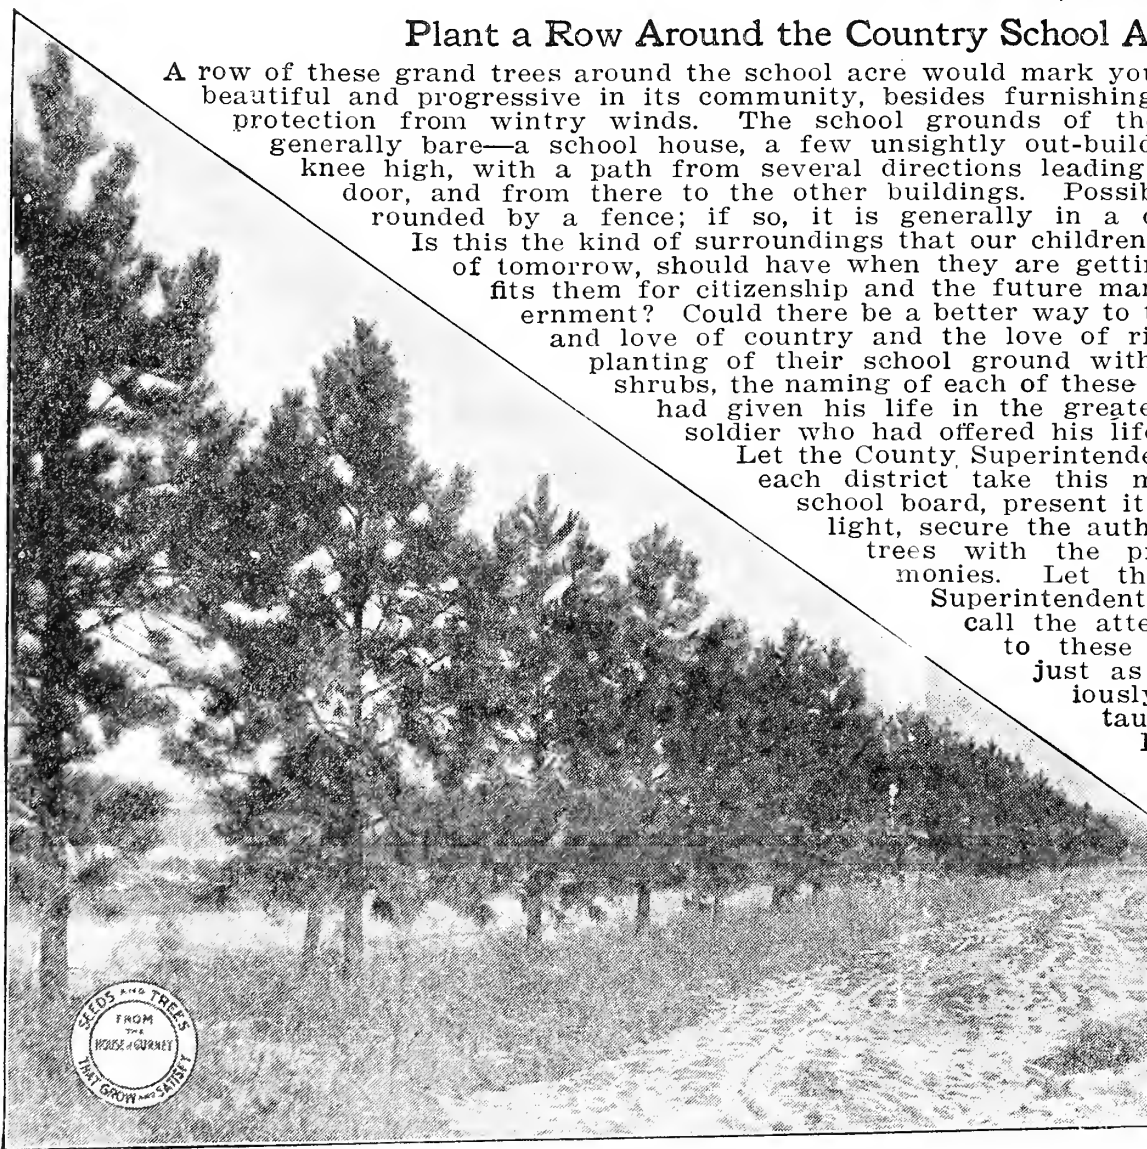 Plant a Row Around the Country School A
A row of these grand trees around the school acre would mark you
beautiful and progressive in its community, besides furnishing
protection from wintry winds. The school grounds of th
generally bare—a school house, a few unsightly out-build
knee high, with a path from several directions leading
door, and from there to the other buildings. Possib
rounded by a fence; if so, it is generally in a
Is this the kind of surroundings that our children
of tomorrow, should have when they are gettin
fits them for citizenship and the future man
ernment? Could there be a better way to
and love of country and the love of ri
planting of their school ground with
shrubs, the naming of each of these
had given his life in the greate
soldier who had offered his life
Let the County Superintende
each district take this m
school board, present it
light, secure the auth
trees with the p
monies. Let th
Superintendent
call the atte
to these
just as
iously
tau
SEEDS AND TREES
FROM
THE
HOUSE of GURNEY
THAT GROW AND SATISFY